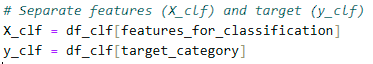 # Separate features (X_clf) and target (y_clf)
X_clf = df_clf[features_for_classification]
y_clf = df_clf[target_category]